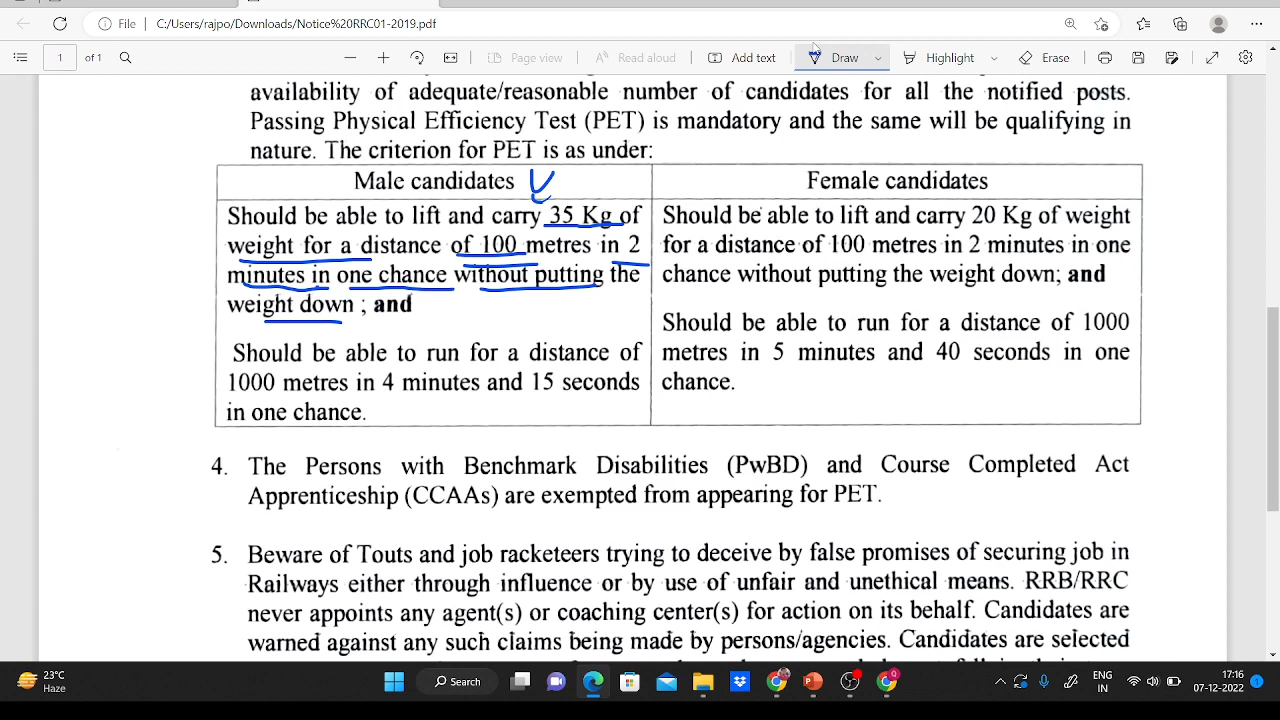 File
C:/Users/rajpo/Downloads/Notice%20RRC01-2019.pdf
1 of 1
Page view
Read aloud
Add text
Draw
Highlight
Erase
availability of adequate/reasonable number of candidates for all the notified posts.
Passing Physical Efficiency Test (PET) is mandatory and the same will be qualifying in
nature. The criterion for PET is as under:
Male candidates
Should be able to lift and carry 35 Kg of
weight for a distance of 100 metres in 2
minutes in one chance without putting the
weight down ; and
Should be able to run for a distance of
1000 metres in 4 minutes and 15 seconds
in one chance.
Female candidates
Should be able to lift and carry 20 Kg of weight
for a distance of 100 metres in 2 minutes in one
chance without putting the weight down; and
Should be able to run for a distance of 1000
metres in 5 minutes and 40 seconds in one
chance.
4. The Persons with Benchmark Disabilities (PwBD) and Course Completed Act
Apprenticeship (CCAAs) are exempted from appearing for PET.
5. Beware of Touts and job racketeers trying to deceive by false promises of securing job in
Railways either through influence or by use of unfair and unethical means. RRB/RRC
never appoints any agent(s) or coaching center(s) for action on its behalf. Candidates are
warned against any such claims being made by persons/agencies. Candidates are selected
23°C
Haze
Search
ENG
IN
17:16
07-12-2022